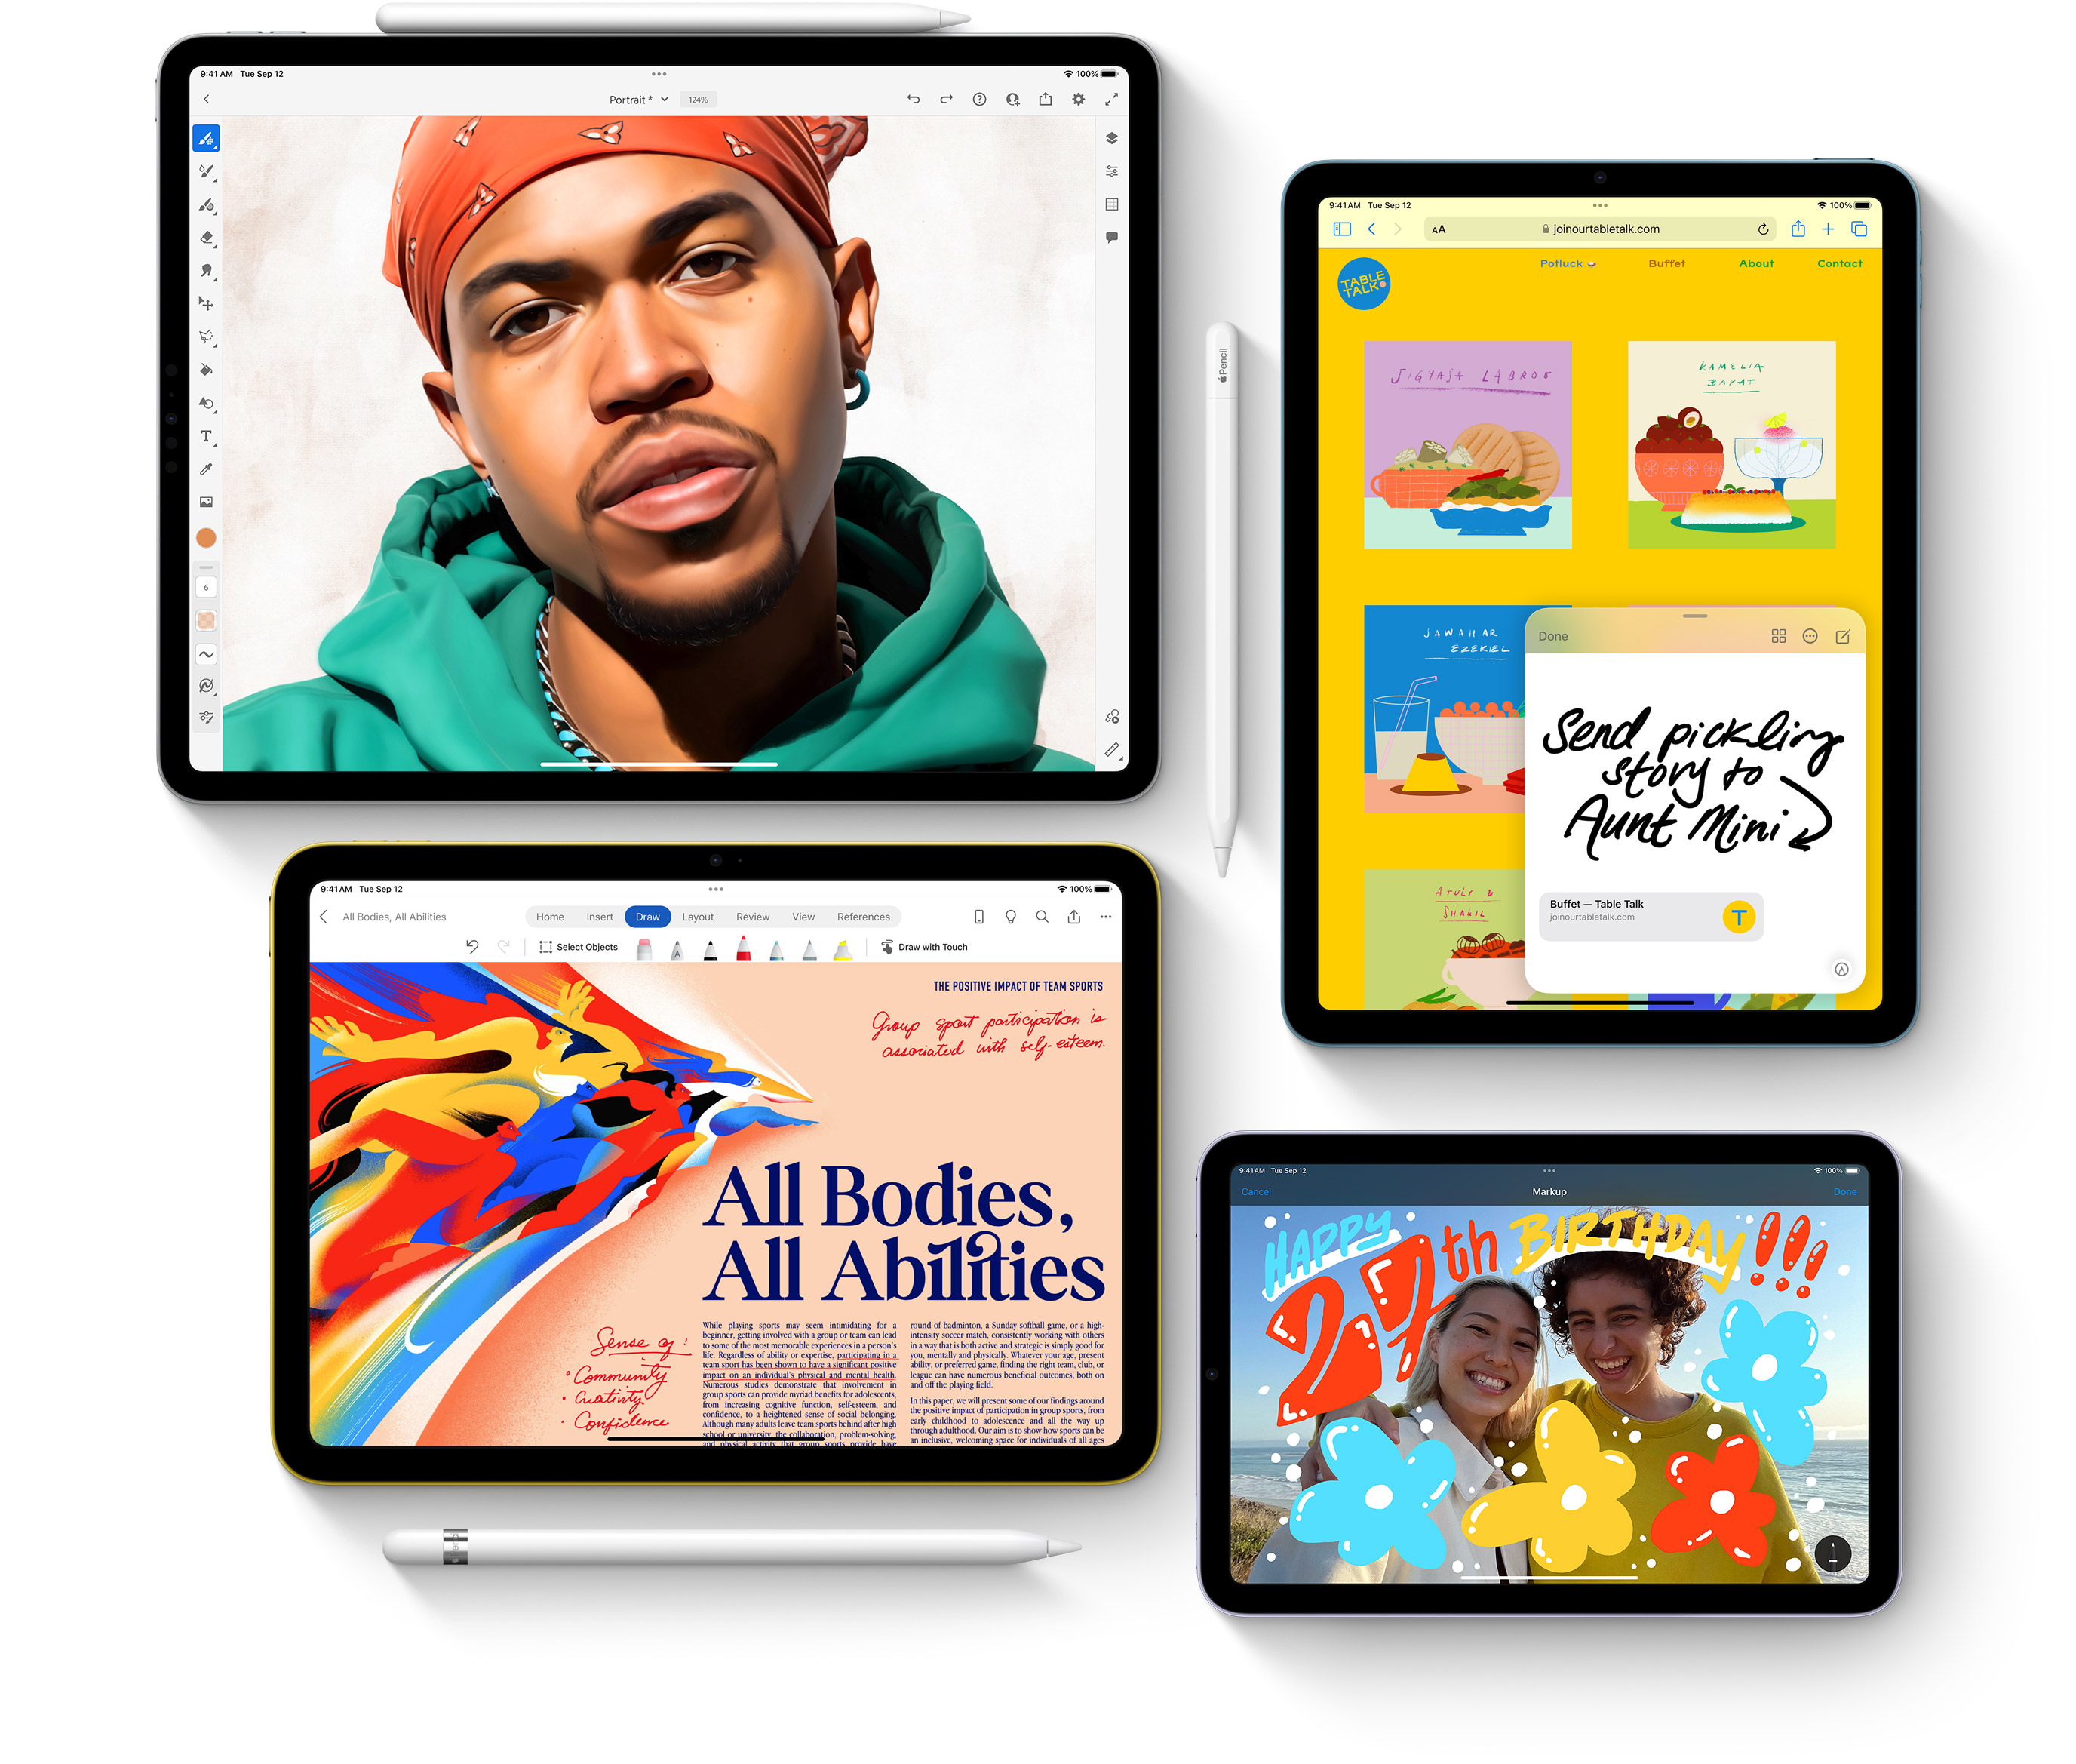 9:41 AM Tue Sep 12
100%
Portrait *
124%
6
Pencil
9:41 AM Tue Sep 12
100%
AA
joinourtabletalk.com
TABLE
TALK
Potluck
Buffet
About
Contact
JIGYASA LABROO
KAMELIA
BAYAT
JAWAHAR
EZEKIEL
ATULY &
SHAKIL
Done
Send pickling
story to
Aunt Mini
Buffet — Table Talk
joinourtabletalk.com
T
9:41 AM Tue Sep 12
100%
All Bodies, All Abilities
Home Insert Draw Layout Review View References
Select Objects
A
Draw with Touch
THE POSITIVE IMPACT OF TEAM SPORTS
Group sport participation is
associated with self-esteem.
All Bodies,
All Abilities
Sense of:
• Community
• Creativity
• Confidence
While playing sports may seem intimidating for a
beginner, getting involved with a group or team can lead
to some of the most memorable experiences in a person's
life. Regardless of ability or expertise, participating in a
team sport has been shown to have a significant positive
impact on an individual's physical and mental health.
Numerous studies demonstrate that involvement in
group sports can provide myriad benefits for adolescents,
from increasing cognitive function, self-esteem, and
confidence, to a heightened sense of social belonging.
Although many adults leave team sports behind after high
school or university, the collaboration, problem-solving,
and physical activity that group sports provide have
round of badminton, a Sunday softball game, or a high-
intensity soccer match, consistently working with others
in a way that is both active and strategic is simply good for
you, mentally and physically. Whatever your age, present
ability, or preferred game, finding the right team, club, or
league can have numerous beneficial outcomes, both on
and off the playing field.
In this paper, we will present some of our findings around
the positive impact of participation in group sports, from
early childhood to adolescence and all the way up
through adulthood. Our aim is to show how sports can be
an inclusive, welcoming space for individuals of all ages
9:41 AM Tue Sep 12
100%
Cancel
Markup
Done
HAPPY
27th BIRTHDAY!!!